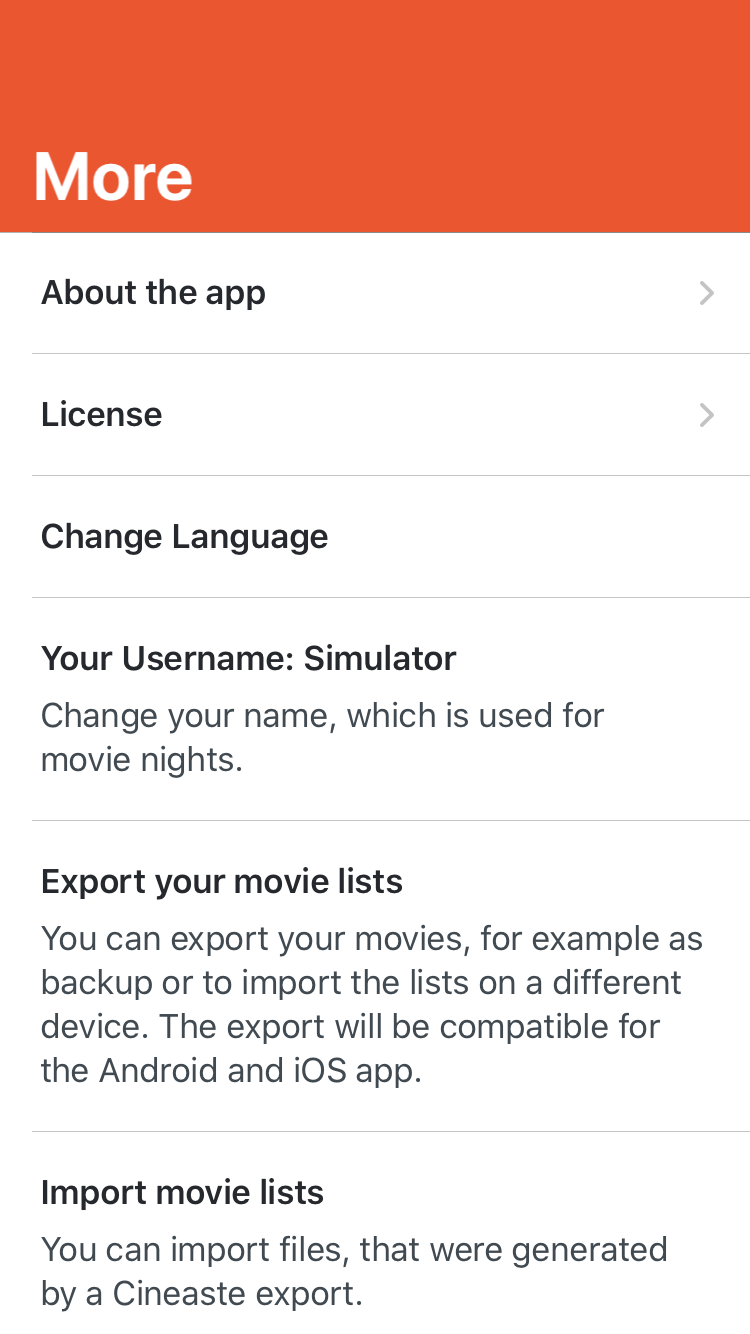 More
About the app
License
Change Language
Your Username: Simulator
Change your name, which is used for
movie nights.
Export your movie lists
You can export your movies, for example as
backup or to import the lists on a different
device. The export will be compatible for
the Android and iOS app.
Import movie lists
You can import files, that were generated
by a Cineaste export.